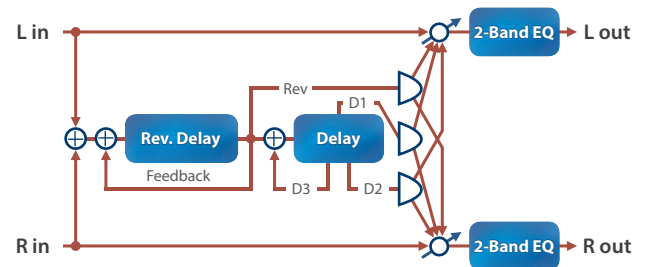 L in
2-Band EQ
L out
Rev
D1
Rev. Delay
Delay
Feedback
D3
D2
R in
2-Band EQ
R out